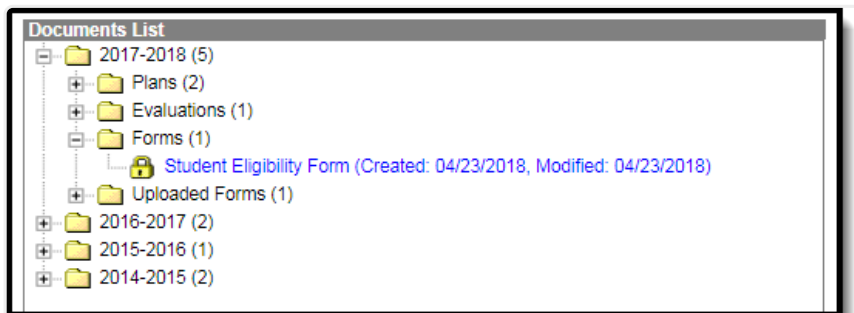 Documents List
2017-2018 (5)
Plans (2)
Evaluations (1)
Forms (1)
Student Eligibility Form (Created: 04/23/2018, Modified: 04/23/2018)
Uploaded Forms (1)
2016-2017 (2)
2015-2016 (1)
2014-2015 (2)